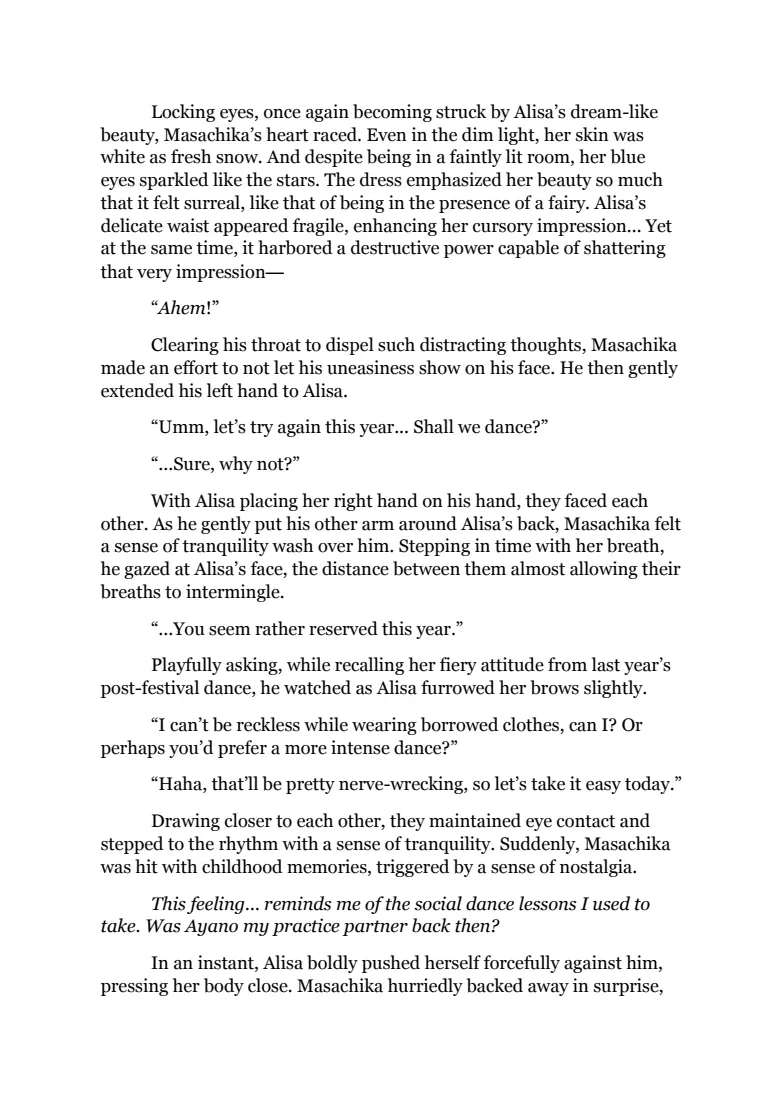 Locking eyes, once again becoming struck by Alisa’s dream-like
beauty, Masachika’s heart raced. Even in the dim light, her skin was
white as fresh snow. And despite being in a faintly lit room, her blue
eyes sparkled like the stars. The dress emphasized her beauty so much
that it felt surreal, like that of being in the presence of a fairy. Alisa’s
delicate waist appeared fragile, enhancing her cursory impression... Yet
at the same time, it harbored a destructive power capable of shattering
that very impression—
“Ahem!”
Clearing his throat to dispel such distracting thoughts, Masachika
made an effort to not let his uneasiness show on his face. He then gently
extended his left hand to Alisa.
“Umm, let’s try again this year... Shall we dance?”
“...Sure, why not?”
With Alisa placing her right hand on his hand, they faced each
other. As he gently put his other arm around Alisa’s back, Masachika felt
a sense of tranquility wash over him. Stepping in time with her breath,
he gazed at Alisa’s face, the distance between them almost allowing their
breaths to intermingle.
“...You seem rather reserved this year.”
Playfully asking, while recalling her fiery attitude from last year’s
post-festival dance, he watched as Alisa furrowed her brows slightly.
“I can’t be reckless while wearing borrowed clothes, can I? Or
perhaps you’d prefer a more intense dance?”
“Haha, that’ll be pretty nerve-wrecking, so let’s take it easy today.”
Drawing closer to each other, they maintained eye contact and
stepped to the rhythm with a sense of tranquility. Suddenly, Masachika
was hit with childhood memories, triggered by a sense of nostalgia.
This feeling... reminds me of the social dance lessons I used to
take. Was Ayano my practice partner back then?
In an instant, Alisa boldly pushed herself forcefully against him,
pressing her body close. Masachika hurriedly backed away in surprise,